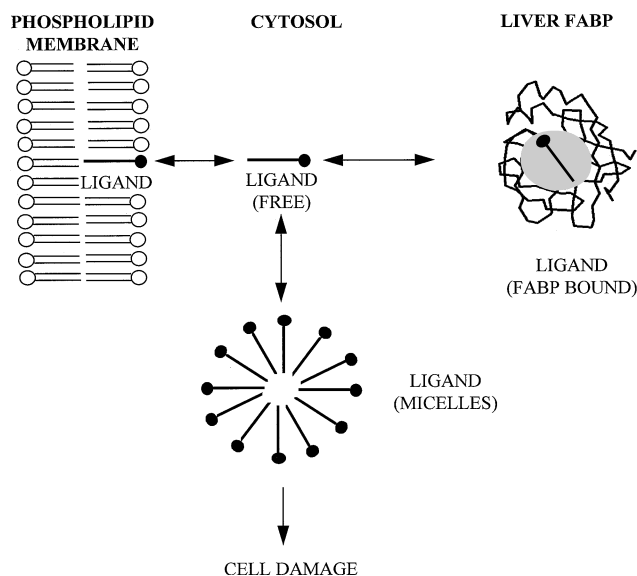 PHOSPHOLIPID
MEMBRANE
CYTOSOL
LIVER FABP
LIGAND
LIGAND
(FREE)
LIGAND
(FABP BOUND)
LIGAND
(MICELLES)
CELL DAMAGE